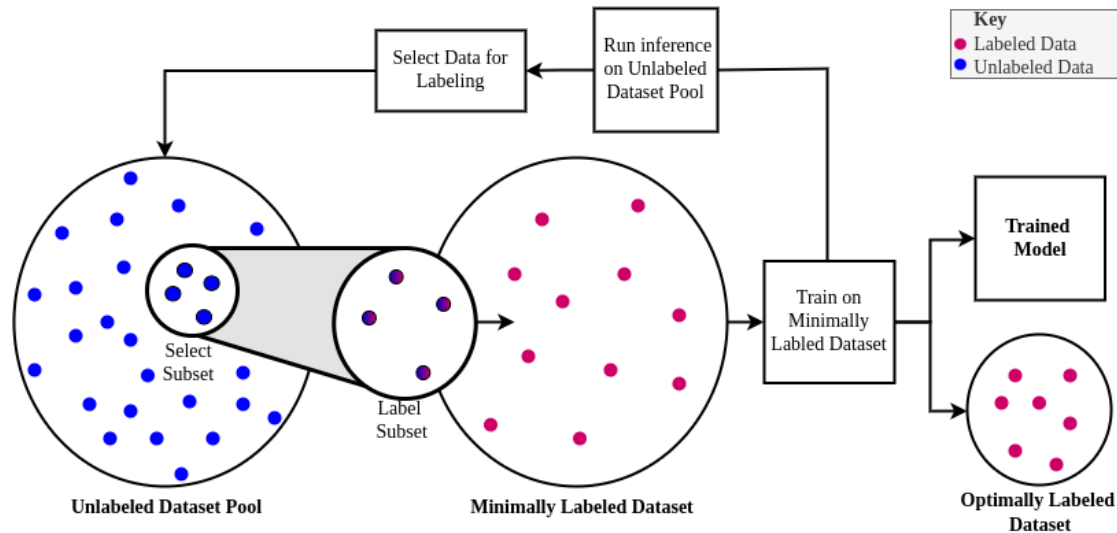 Key
Labeled Data
Unlabeled Data
Select Data for
Labeling
Run inference
on Unlabeled
Dataset Pool
Select
Subset
Label
Subset
Train on
Minimally
Labled Dataset
Trained
Model
Unlabeled Dataset Pool
Minimally Labeled Dataset
Optimally Labeled
Dataset